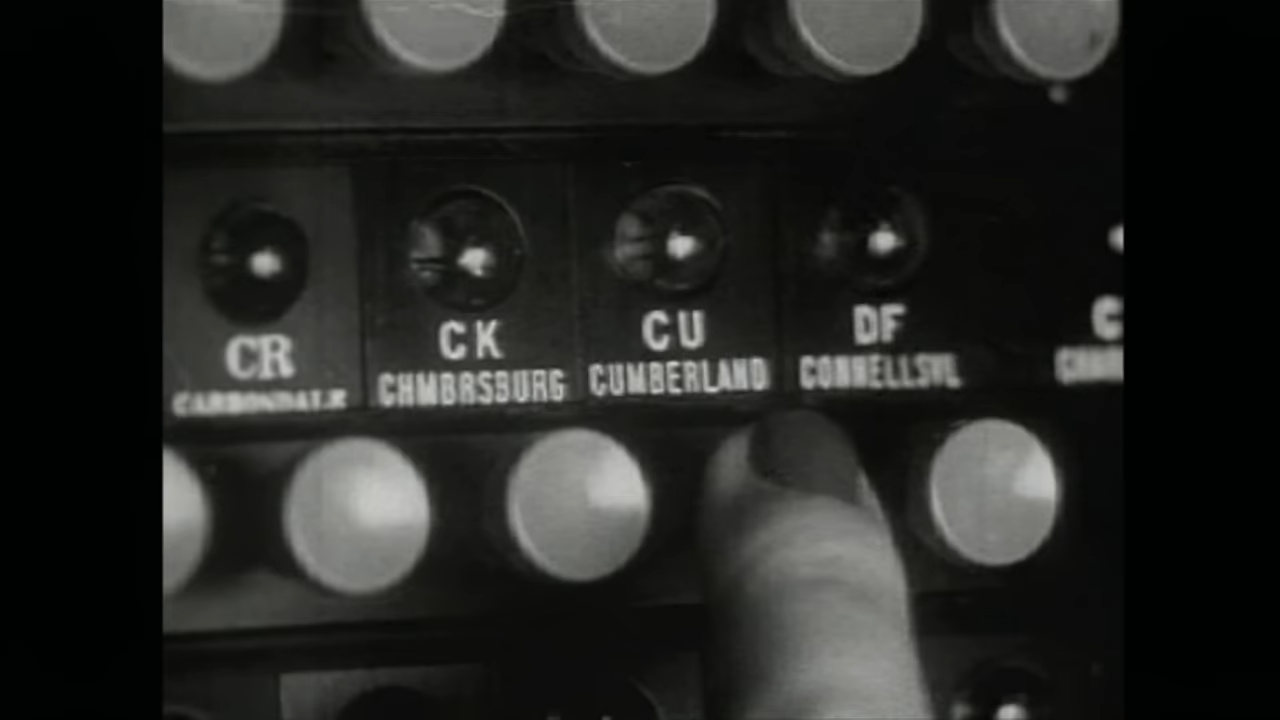 CR
CARBONDALE
CK
CHMBRSBURG
CU
CUMBERLAND
DF
CONNELLSVL